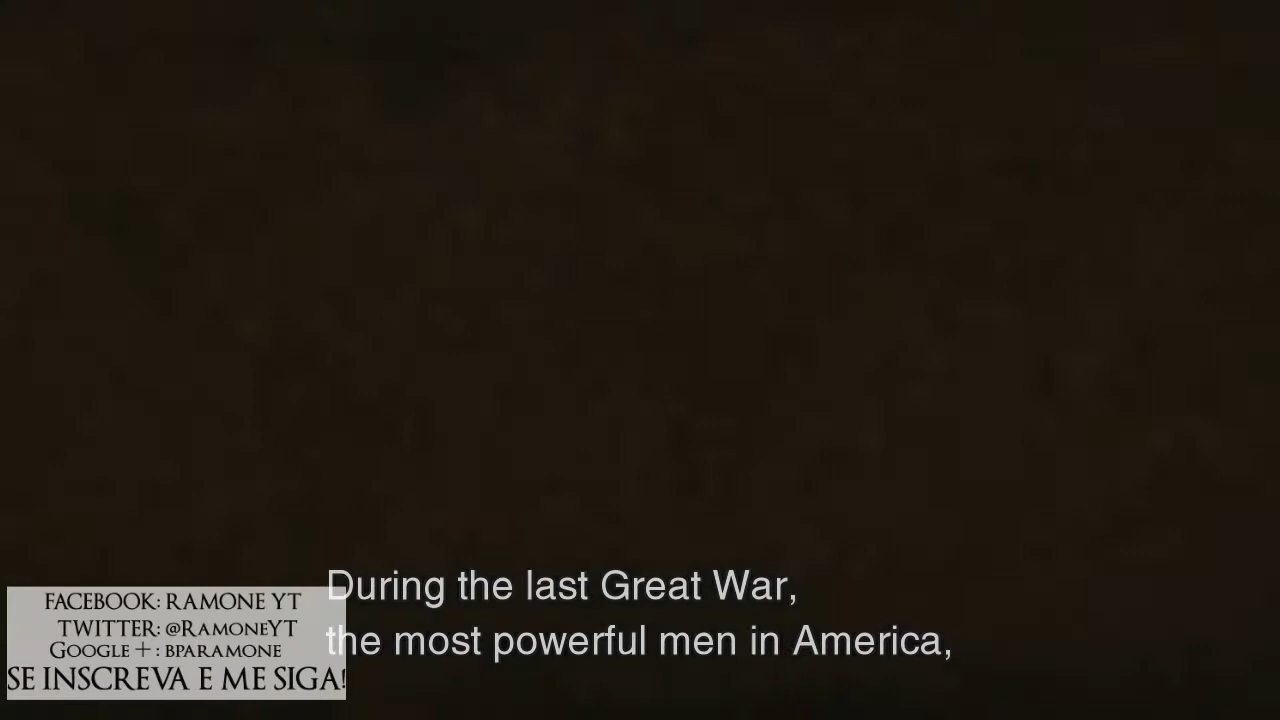 During the last Great War,
the most powerful men in America,
FACEBOOK: RAMONE YT
TWITTER: @RAMONEYT
GOOGLE+: BPARAMONE
SE INSCREVA E ME SIGA!